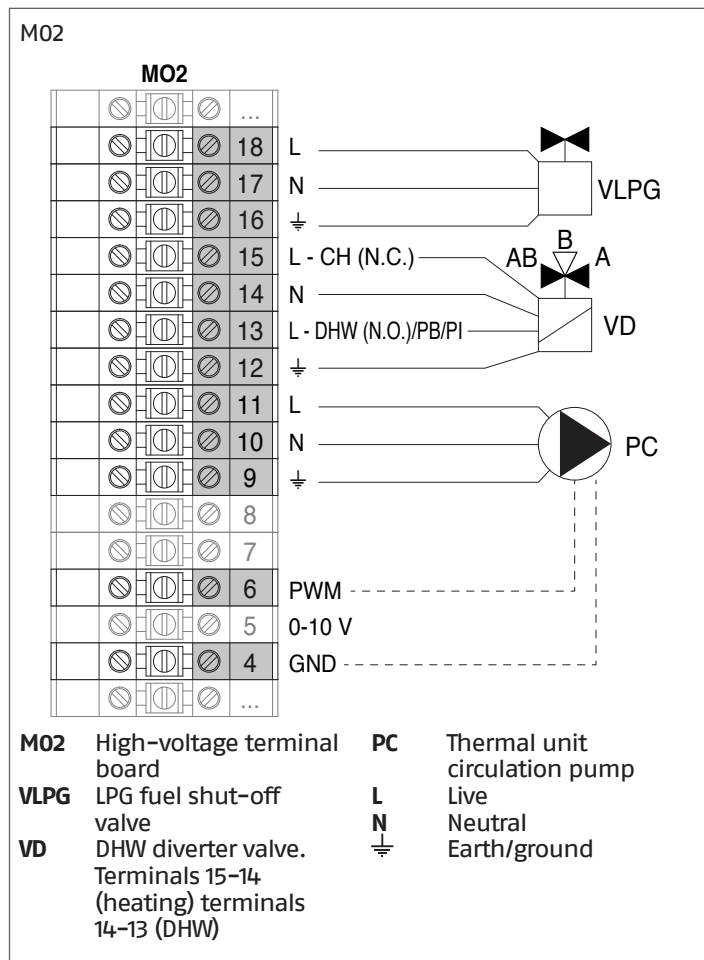 M02
MO2
...
18 L
17 N
16 ⏚
15 L - CH (N.C.)
14 N
13 L - DHW (N.O.)/PB/PI
12 ⏚
11 L
10 N
9 ⏚
8
7
6 PWM
5 0-10 V
4 GND
...
VLPG
B
AB A
VD
PC
M02 High-voltage terminal
board
VLPG LPG fuel shut-off
valve
VD DHW diverter valve.
Terminals 15-14
(heating) terminals
14-13 (DHW)
PC Thermal unit
circulation pump
L Live
N Neutral
⏚ Earth/ground